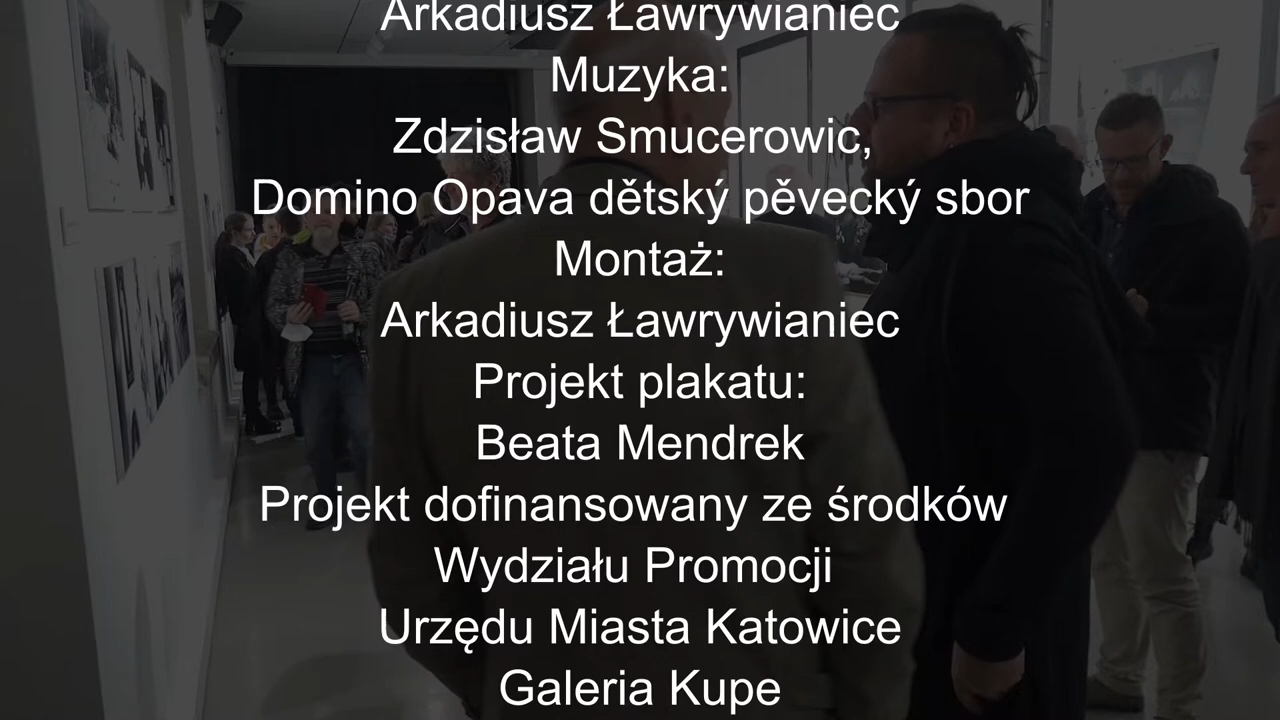 Arkadiusz Ławrywianiec
Muzyka:
Zdzisław Smucerowic,
Domino Opava dětský pěvecký sbor
Montaż:
Arkadiusz Ławrywianiec
Projekt plakatu:
Beata Mendrek
Projekt dofinansowany ze środków
Wydziału Promocji
Urzędu Miasta Katowice
Galeria Kupe